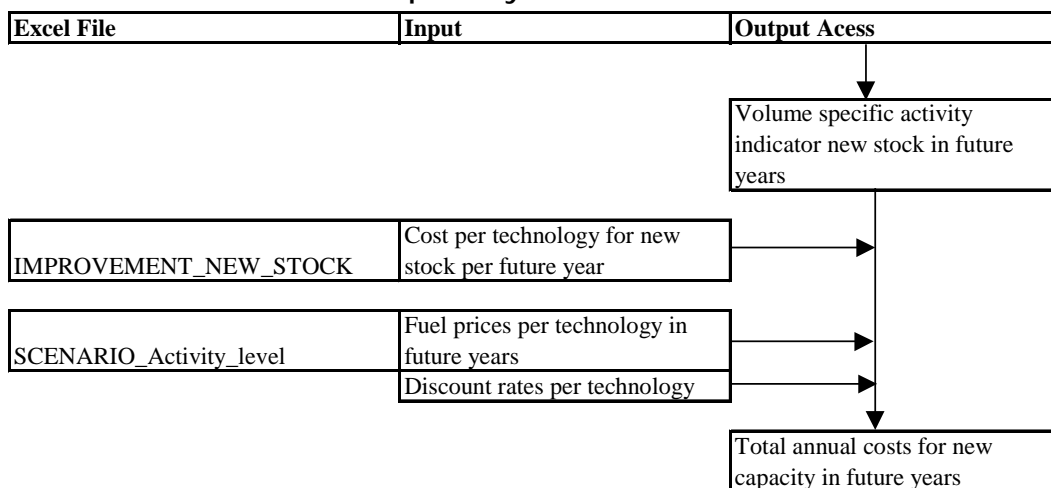 Excel File Input Output Acess
Volume specific activity
indicator new stock in future
years
Cost per technology for new
IMPROVEMENT_NEW_STOCK stock per future year
Fuel prices per technology in
SCENARIO_Activity_level future years
Discount rates per technology
Total annual costs for new
capacity in future years